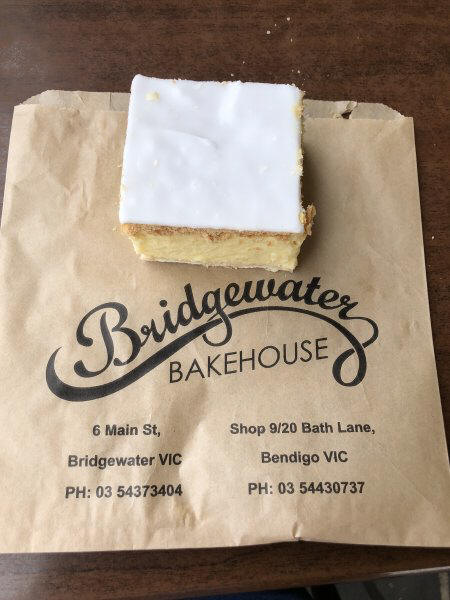 Bridgewater
BAKEHOUSE
6 Main St,
Bridgewater VIC
PH: 03 54373404
Shop 9/20 Bath Lane,
Bendigo VIC
PH: 03 54430737